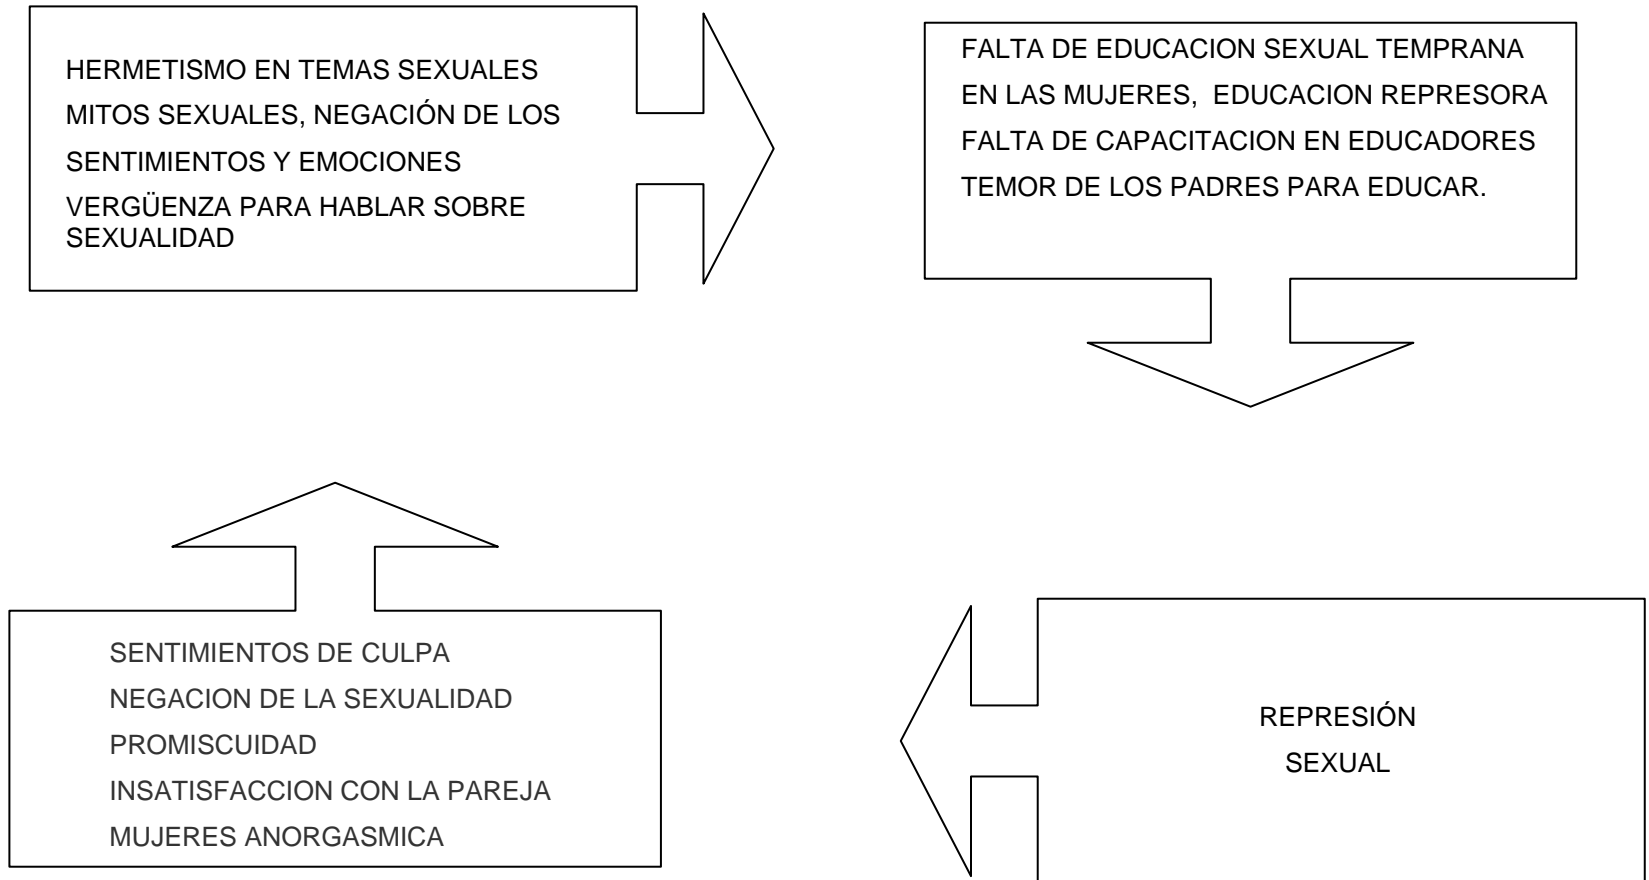 HERMETISMO EN TEMAS SEXUALES
MITOS SEXUALES, NEGACIÓN DE LOS
SENTIMIENTOS Y EMOCIONES
VERGÜENZA PARA HABLAR SOBRE
SEXUALIDAD
FALTA DE EDUCACION SEXUAL TEMPRANA
EN LAS MUJERES, EDUCACION REPRESORA
FALTA DE CAPACITACION EN EDUCADORES
TEMOR DE LOS PADRES PARA EDUCAR.
SENTIMIENTOS DE CULPA
NEGACION DE LA SEXUALIDAD
PROMISCUIDAD
INSATISFACCION CON LA PAREJA
MUJERES ANORGASMICA
REPRESIÓN
SEXUAL